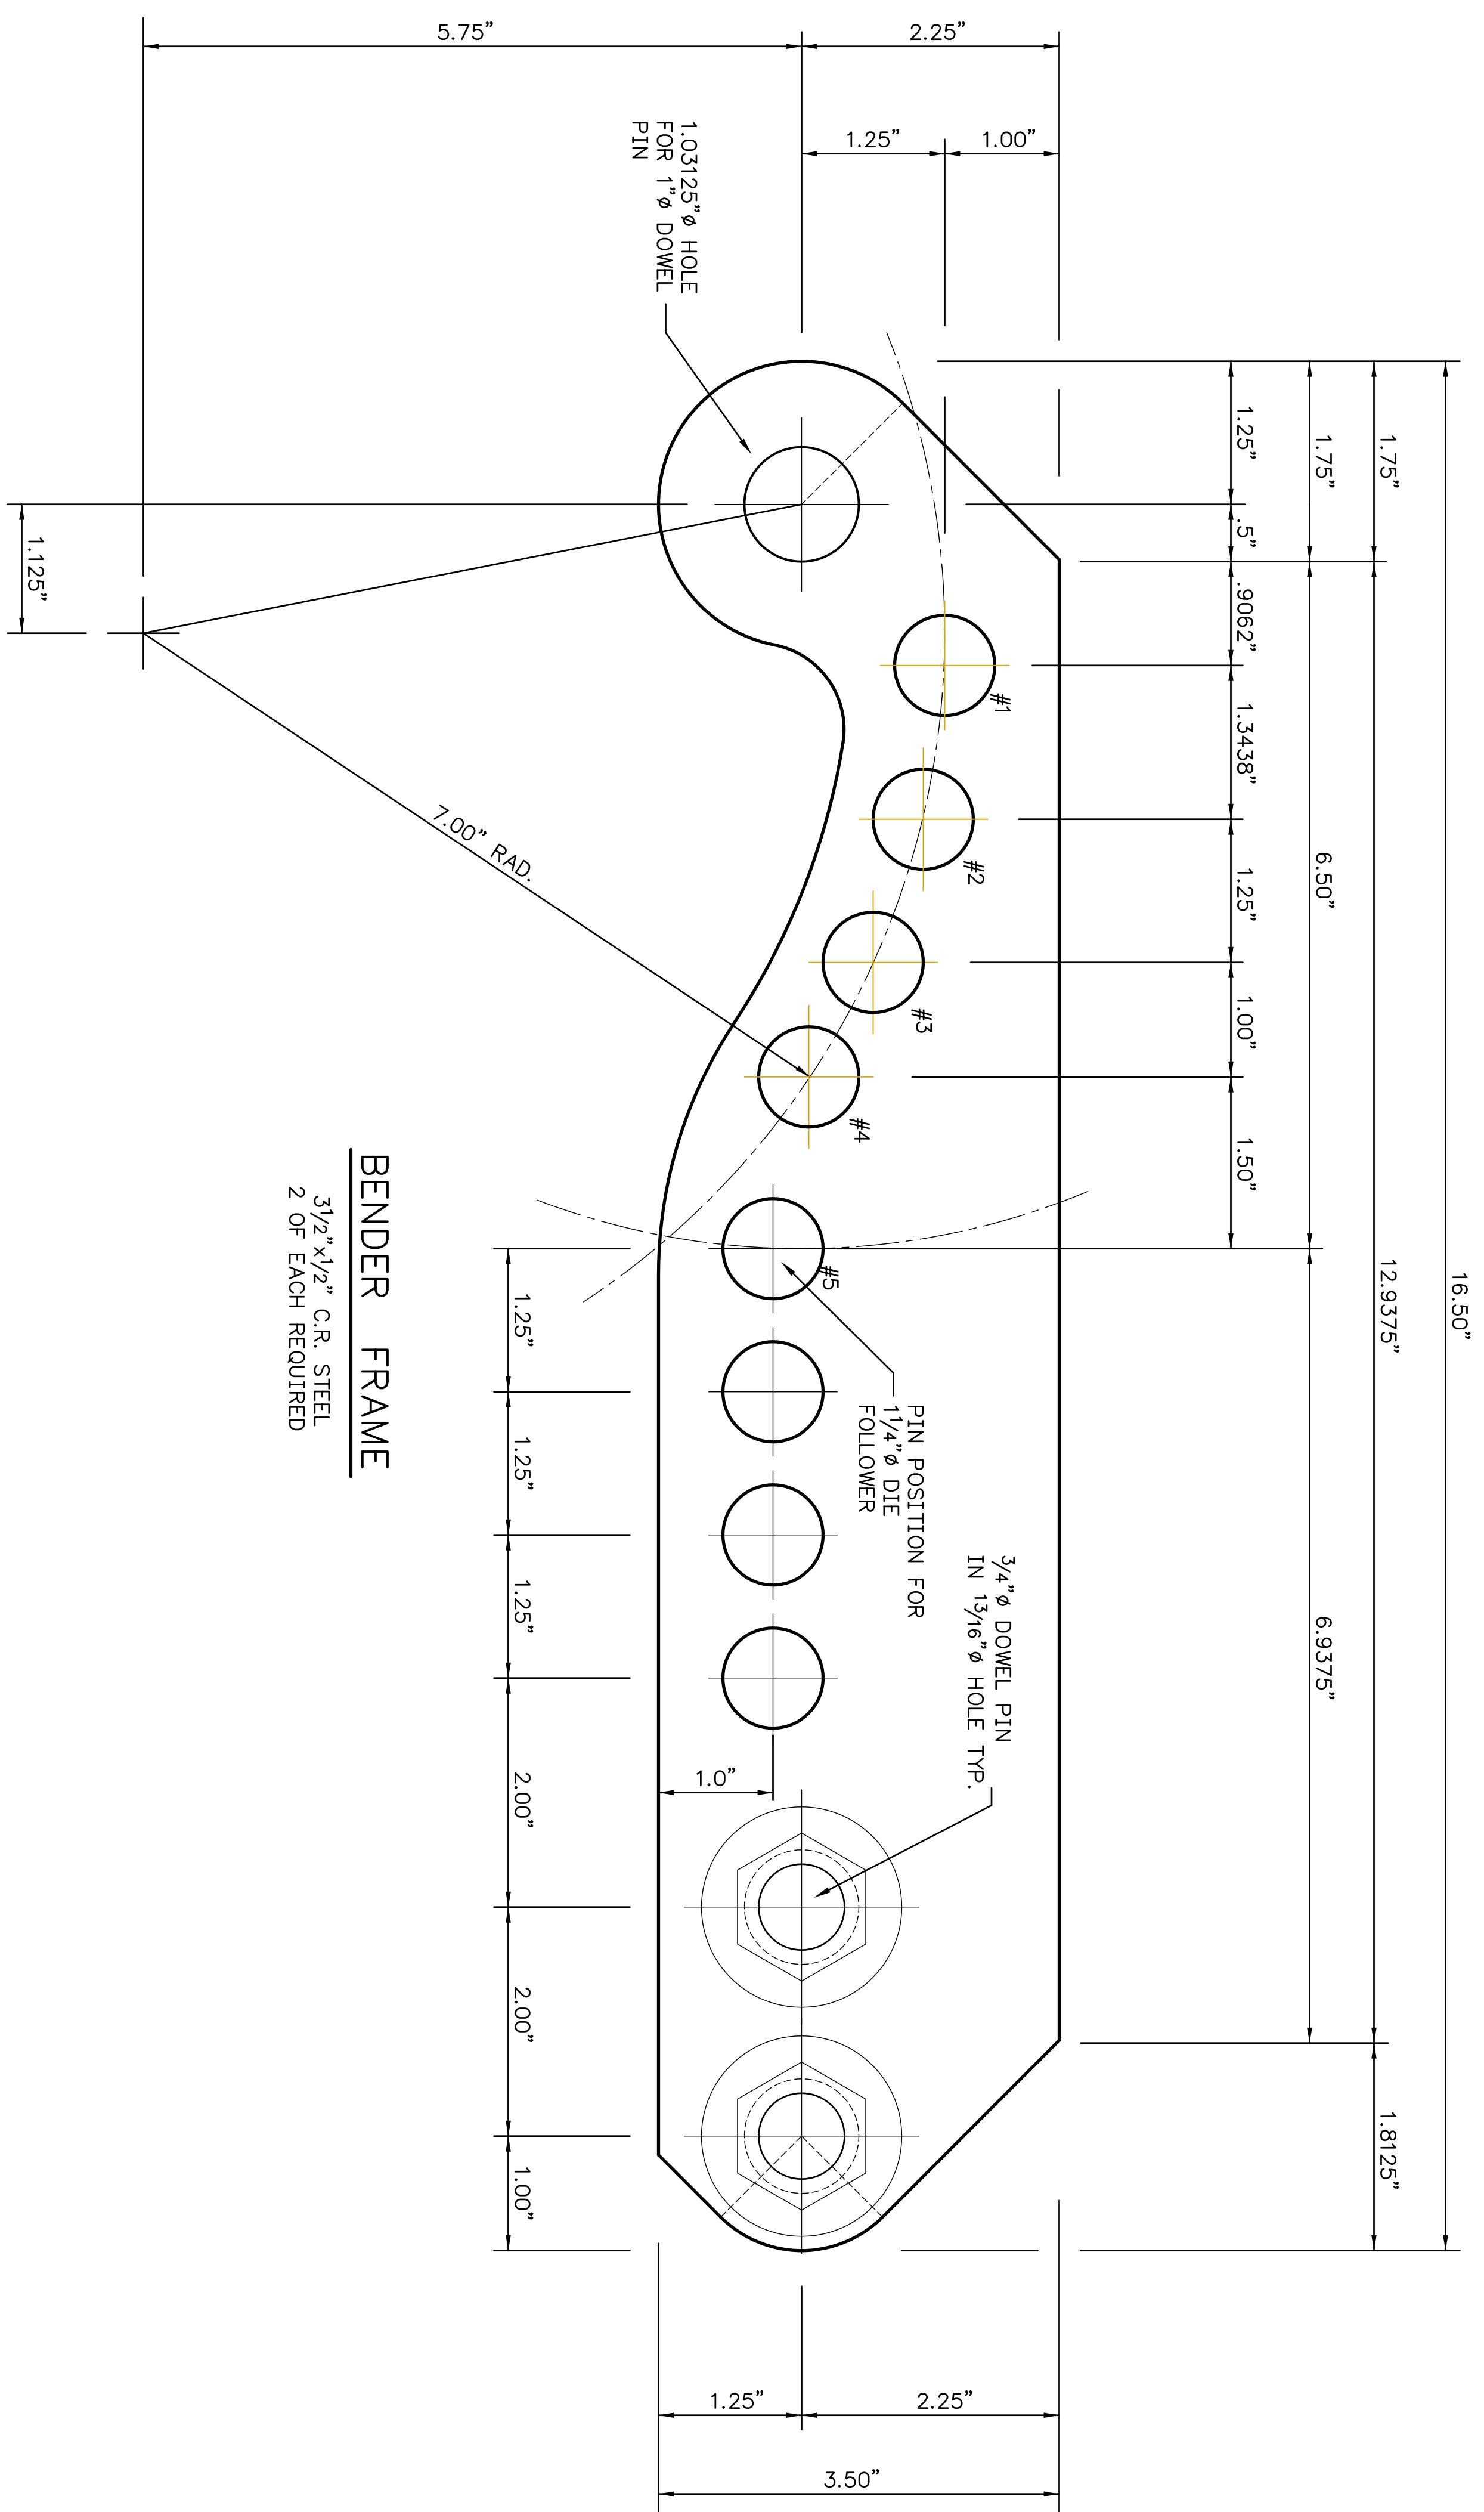 16.50”
1.75”
12.9375”
1.8125”
1.75”
6.50”
6.9375”
1.25”
.5”
.9062”
1.3438”
1.25”
1.00”
1.50”
2.25”
5.75”
1.00”
1.25”
#1
#2
#3
#4
#5
3/4”ø DOWEL PIN
IN 13/16”ø HOLE TYP.
PIN POSITION FOR
1 1/4”ø DIE
FOLLOWER
1.0”
1.03125”ø HOLE
FOR 1”ø DOWEL
PIN
7.00” RAD.
1.25”
1.25”
1.25”
2.00”
2.00”
1.00”
2.25”
1.25”
3.50”
BENDER FRAME
3 1/2”x1/2” C.R. STEEL
2 OF EACH REQUIRED
1.125”